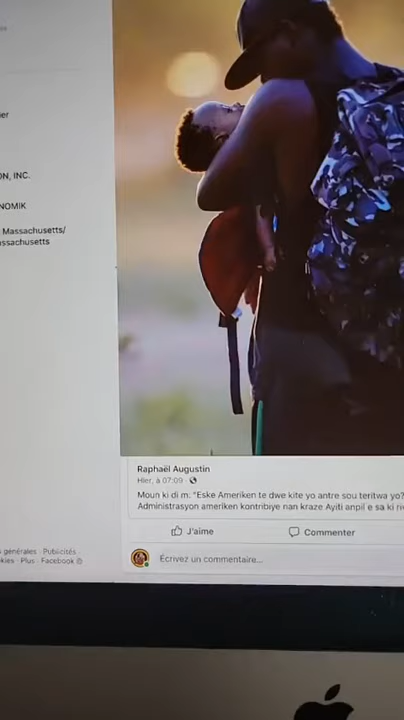 er
ON, INC.
NOMIK
Massachusetts/
ssachusetts
Raphaël Augustin
Hier, à 07:09
Moun ki di m: "Eske Ameriken te dwe kite yo antre sou teritwa yo?
Administrasyon ameriken kontribiye nan kraze Ayiti anpil e sa ki
J'aime
Commenter
Écrivez un commentaire...
générales · Publicités ·
kies · Plus · Facebook ©